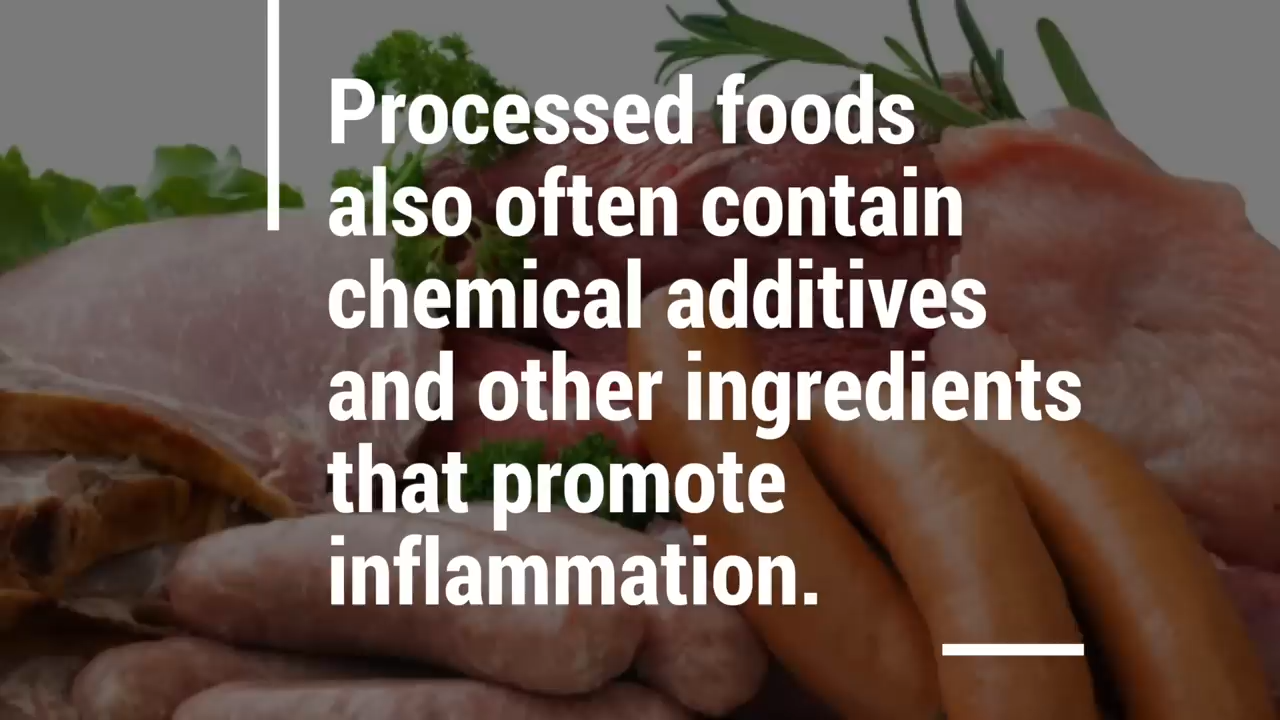 Processed foods
also often contain
chemical additives
and other ingredients
that promote
inflammation.